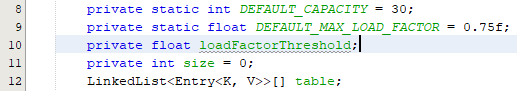 8 private static int DEFAULT_CAPACITY = 30;
9 private static float DEFAULT_MAX_LOAD_FACTOR = 0.75f;
10 private float loadFactorThreshold;
11 private int size = 0;
12 LinkedList<Entry<K, V>>[] table;